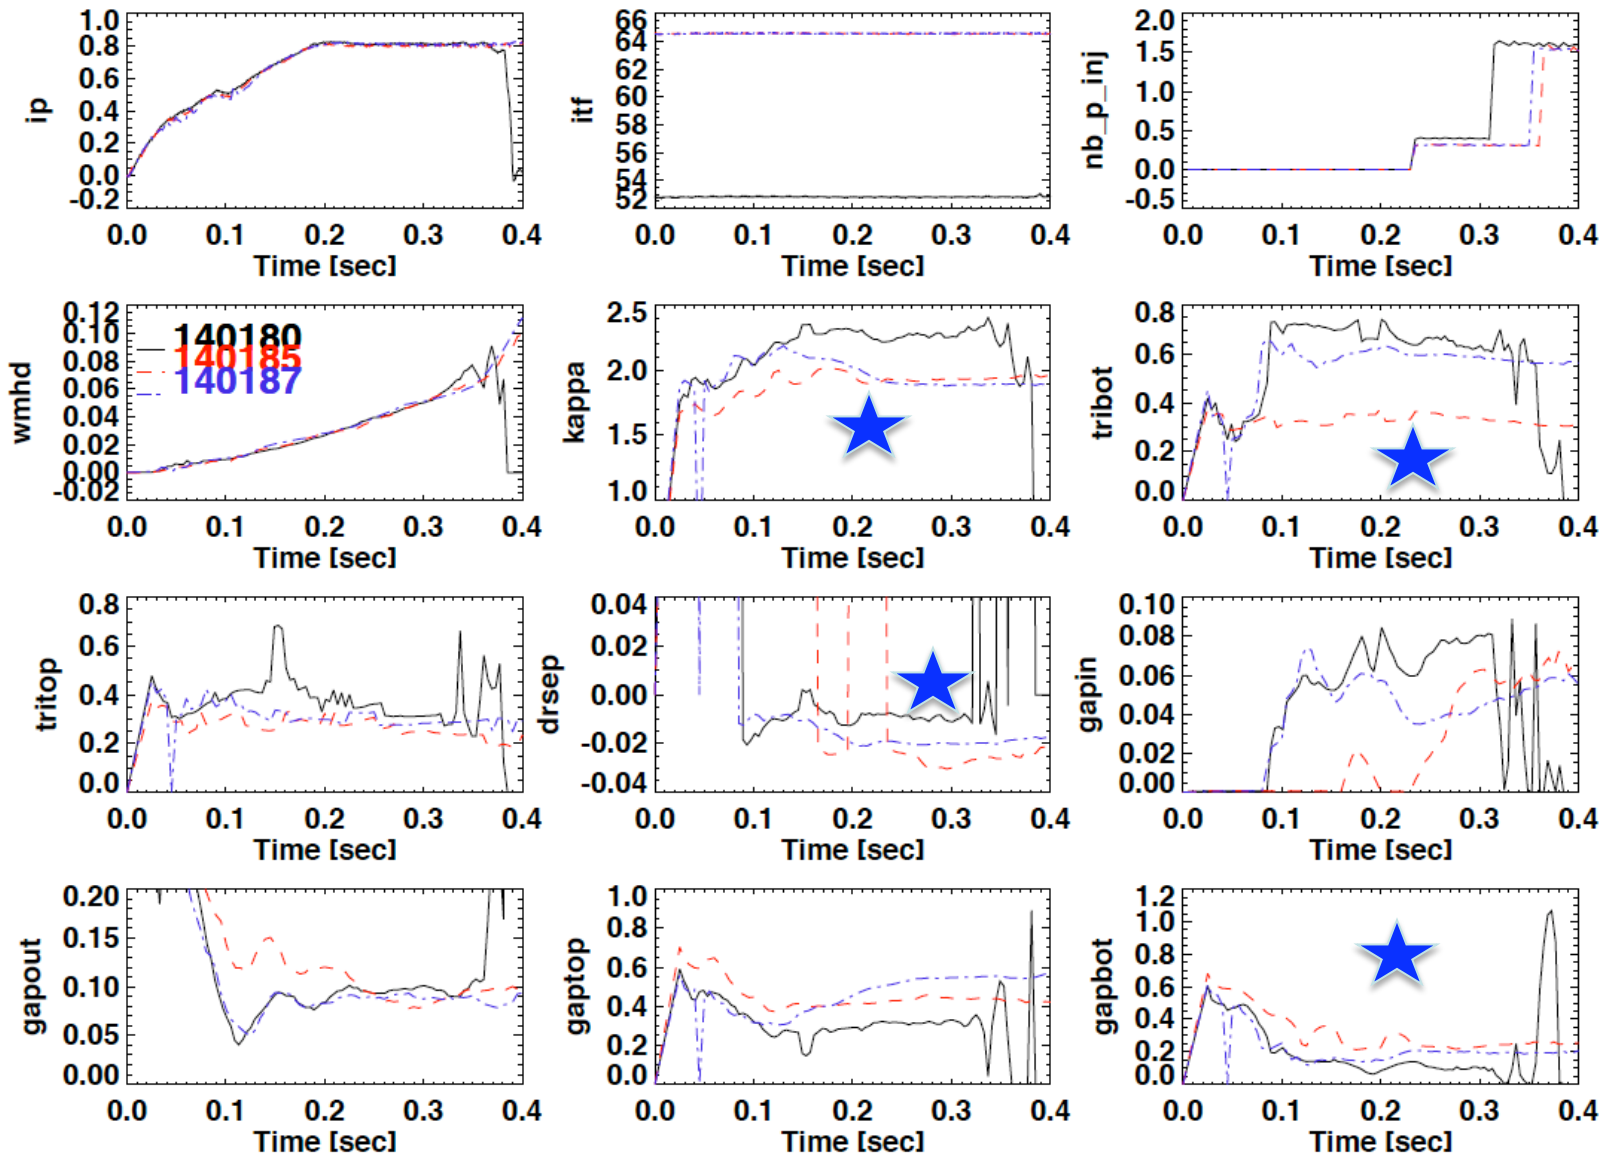 ip
1.0
0.8
0.6
0.4
0.2
0.0
-0.2
0.0 0.1 0.2 0.3 0.4
Time [sec]
itf
66
64
62
60
58
56
54
52
0.0 0.1 0.2 0.3 0.4
Time [sec]
nb_p_inj
2.0
1.5
1.0
0.5
0.0
-0.5
0.0 0.1 0.2 0.3 0.4
Time [sec]
wmhd
0.12
0.10
0.08
0.06
0.04
0.02
0.00
-0.02
140180
140185
140187
0.0 0.1 0.2 0.3 0.4
Time [sec]
kappa
2.5
2.0
1.5
1.0
0.0 0.1 0.2 0.3 0.4
Time [sec]
tribot
0.8
0.6
0.4
0.2
0.0
0.0 0.1 0.2 0.3 0.4
Time [sec]
tritop
0.8
0.6
0.4
0.2
0.0
0.0 0.1 0.2 0.3 0.4
Time [sec]
drsep
0.04
0.02
0.00
-0.02
-0.04
0.0 0.1 0.2 0.3 0.4
Time [sec]
gapin
0.10
0.08
0.06
0.04
0.02
0.00
0.0 0.1 0.2 0.3 0.4
Time [sec]
gapout
0.20
0.15
0.10
0.05
0.00
0.0 0.1 0.2 0.3 0.4
Time [sec]
gaptop
1.0
0.8
0.6
0.4
0.2
0.0
0.0 0.1 0.2 0.3 0.4
Time [sec]
gapbot
1.2
1.0
0.8
0.6
0.4
0.2
0.0
0.0 0.1 0.2 0.3 0.4
Time [sec]